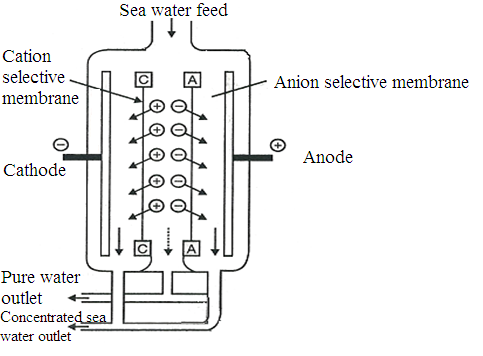 Sea water feed
Cation
selective
membrane
C
A
Anion selective membrane
+ −
+ −
+ −
+ −
+ −
−
+
Cathode
Anode
C
A
Pure water
outlet
Concentrated sea
water outlet